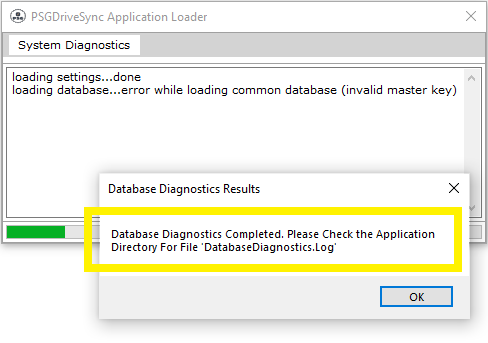 PSGDriveSync Application Loader
System Diagnostics
loading settings...done
loading database...error while loading common database (invalid master key)
Database Diagnostics Results
Database Diagnostics Completed. Please Check the Application
Directory For File 'DatabaseDiagnostics.Log'
OK